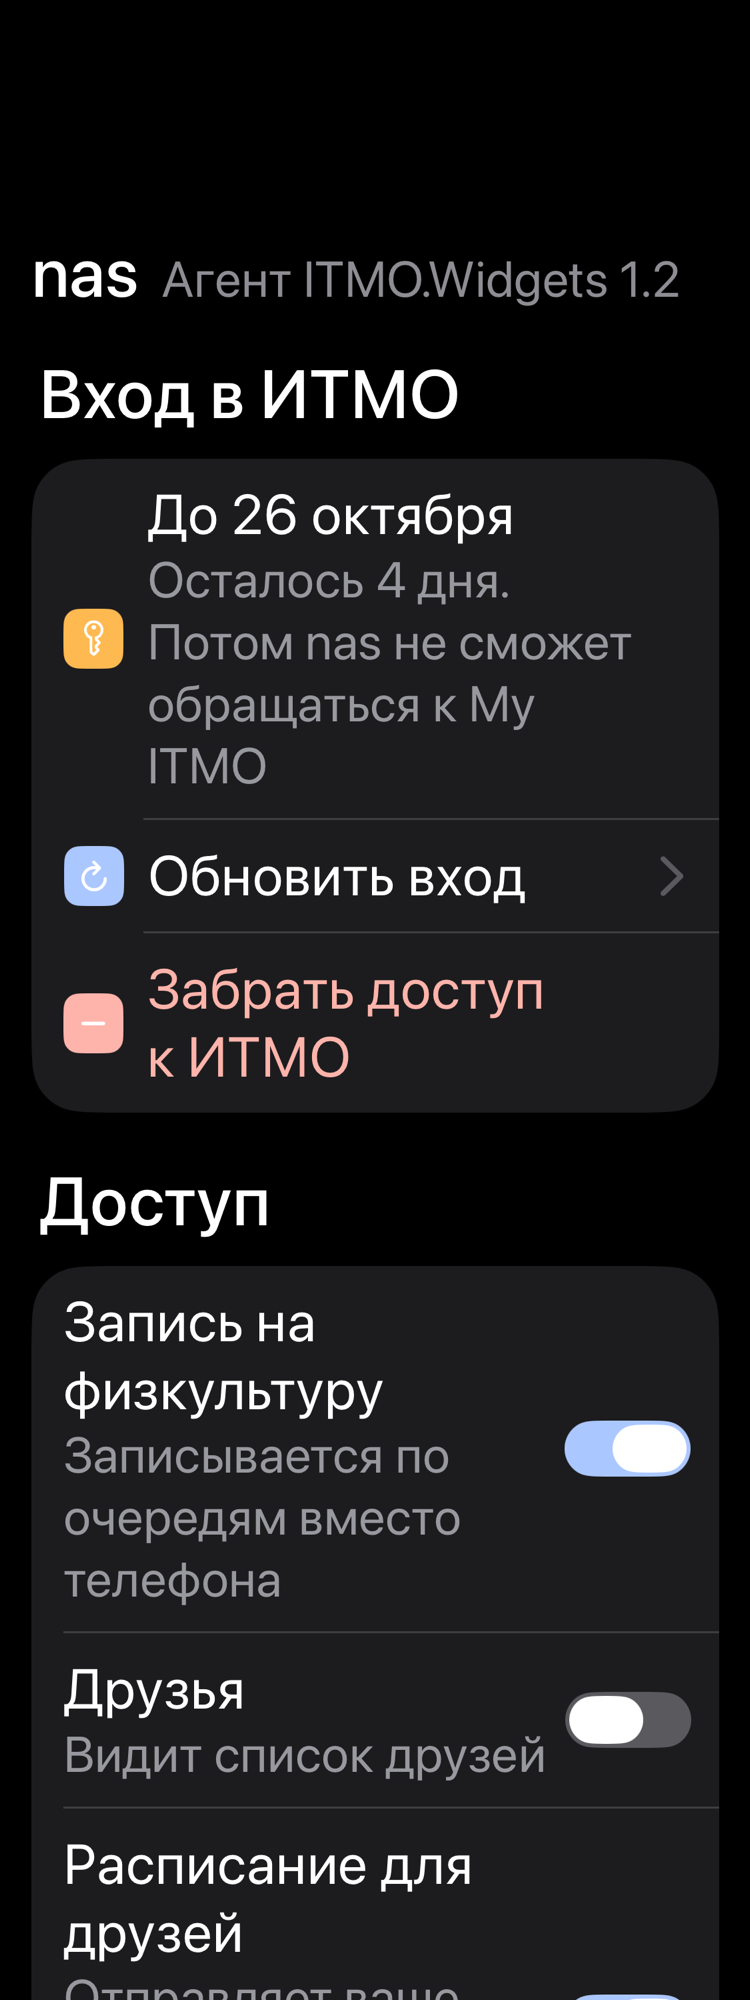 nas Агент ITMO.Widgets 1.2
Вход в ИТМО
До 26 октября
Осталось 4 дня.
Потом nas не сможет
обращаться к My
ITMO
Обновить вход
Забрать доступ
к ИТМО
Доступ
Запись на
физкультуру
Записывается по
очередям вместо
телефона
Друзья
Видит список друзей
Расписание для
друзей
Отправляет ваше